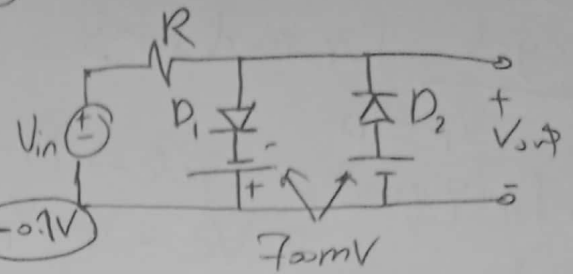 R
Vin
+
-
D₁
-
+
D₂
+
Vout
-
-0.7V
700mV